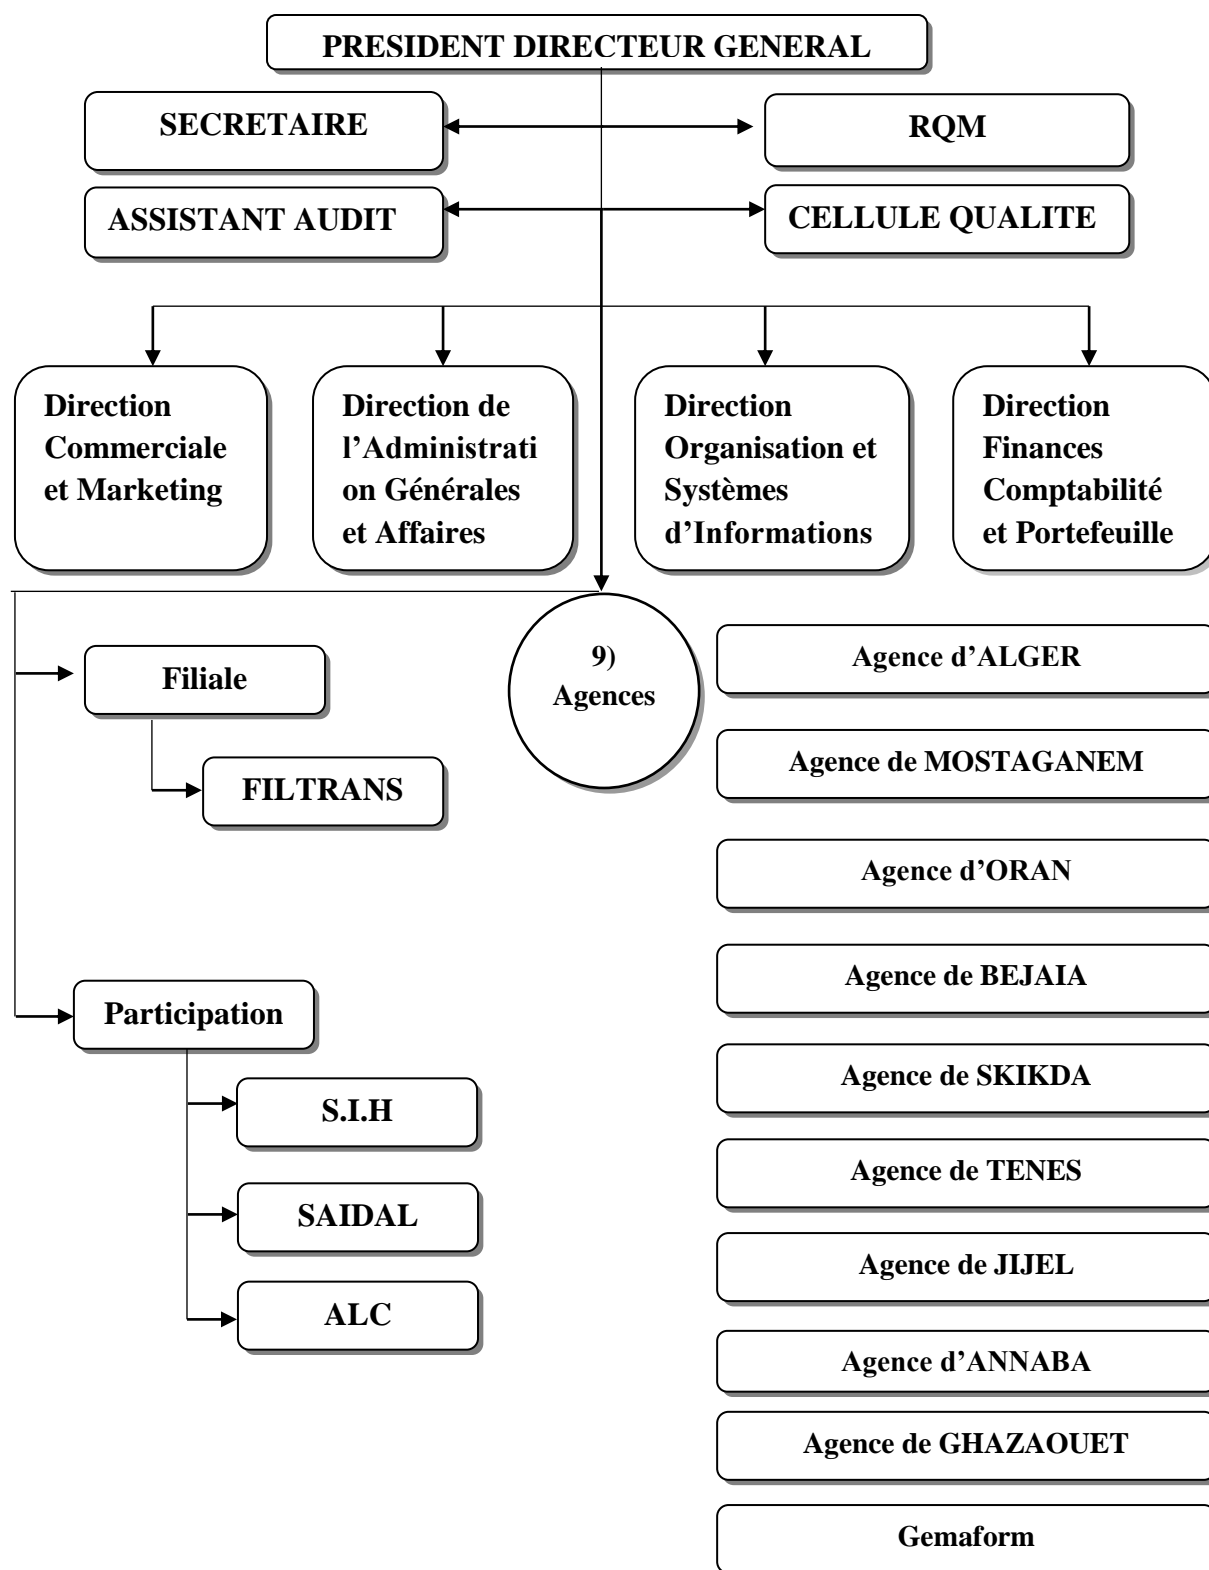 PRESIDENT DIRECTEUR GENERAL
SECRETAIRE
RQM
ASSISTANT AUDIT
CELLULE QUALITE
Direction
Commerciale
et Marketing
Direction de
l’Administrati
on Générales
et Affaires
Direction
Organisation et
Systèmes
d’Informations
Direction
Finances
Comptabilité
et Portefeuille
Filiale
FILTRANS
Participation
S.I.H
SAIDAL
ALC
9)
Agences
Agence d’ALGER
Agence de MOSTAGANEM
Agence d’ORAN
Agence de BEJAIA
Agence de SKIKDA
Agence de TENES
Agence de JIJEL
Agence d’ANNABA
Agence de GHAZAOUET
Gemaform